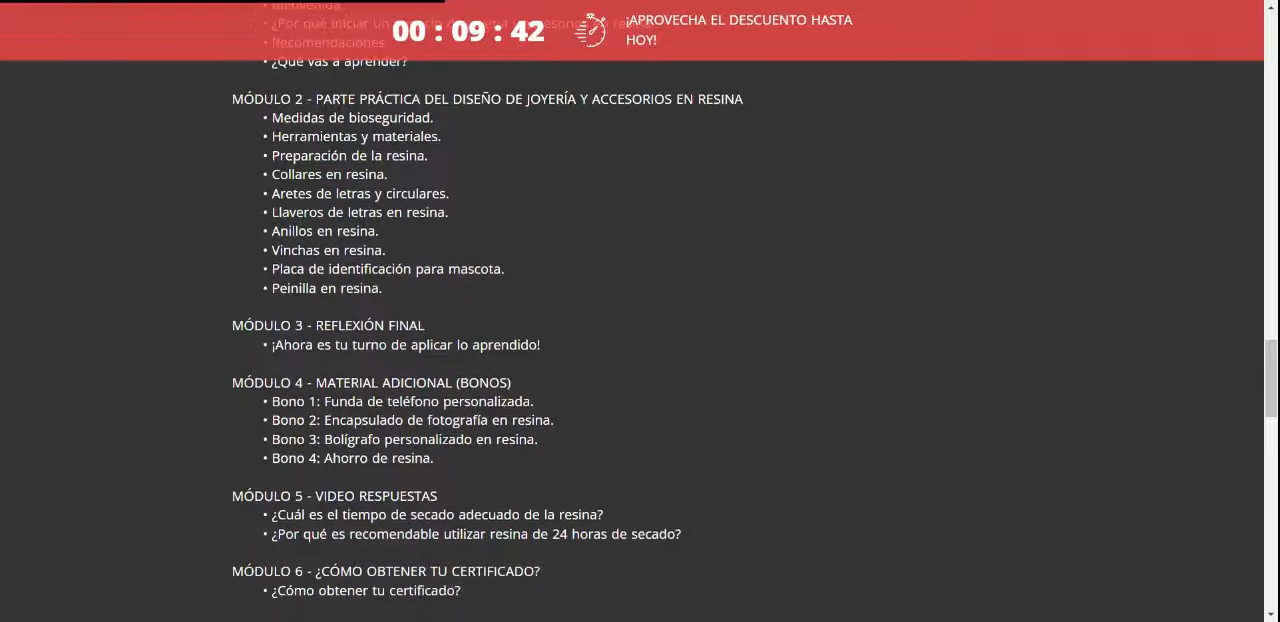 • Bienvenida.
• ¿Por qué iniciar un
• Recomendaciones
00 : 09 : 42
¡APROVECHA EL DESCUENTO HASTA
HOY!
• ¿Qué vas a aprender?
MÓDULO 2 - PARTE PRÁCTICA DEL DISEÑO DE JOYERÍA Y ACCESORIOS EN RESINA
• Medidas de bioseguridad.
• Herramientas y materiales.
• Preparación de la resina.
• Collares en resina.
• Aretes de letras y circulares.
• Llaveros de letras en resina.
• Anillos en resina.
• Vinchas en resina.
• Placa de identificación para mascota.
• Peinilla en resina.
MÓDULO 3 - REFLEXIÓN FINAL
• ¡Ahora es tu turno de aplicar lo aprendido!
MÓDULO 4 - MATERIAL ADICIONAL (BONOS)
• Bono 1: Funda de teléfono personalizada.
• Bono 2: Encapsulado de fotografía en resina.
• Bono 3: Bolígrafo personalizado en resina.
• Bono 4: Ahorro de resina.
MÓDULO 5 - VIDEO RESPUESTAS
• ¿Cuál es el tiempo de secado adecuado de la resina?
• ¿Por qué es recomendable utilizar resina de 24 horas de secado?
MÓDULO 6 - ¿CÓMO OBTENER TU CERTIFICADO?
• ¿Cómo obtener tu certificado?